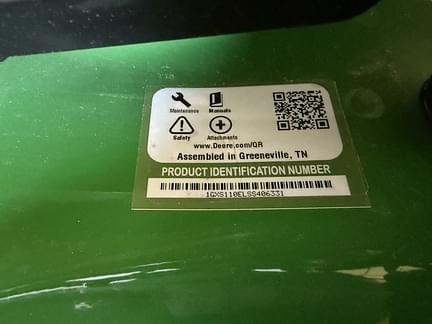 Maintenance Manuals
Safety Attachments
www.Deere.com/QR
Assembled in Greeneville, TN
PRODUCT IDENTIFICATION NUMBER
1GXS110ELSS406331